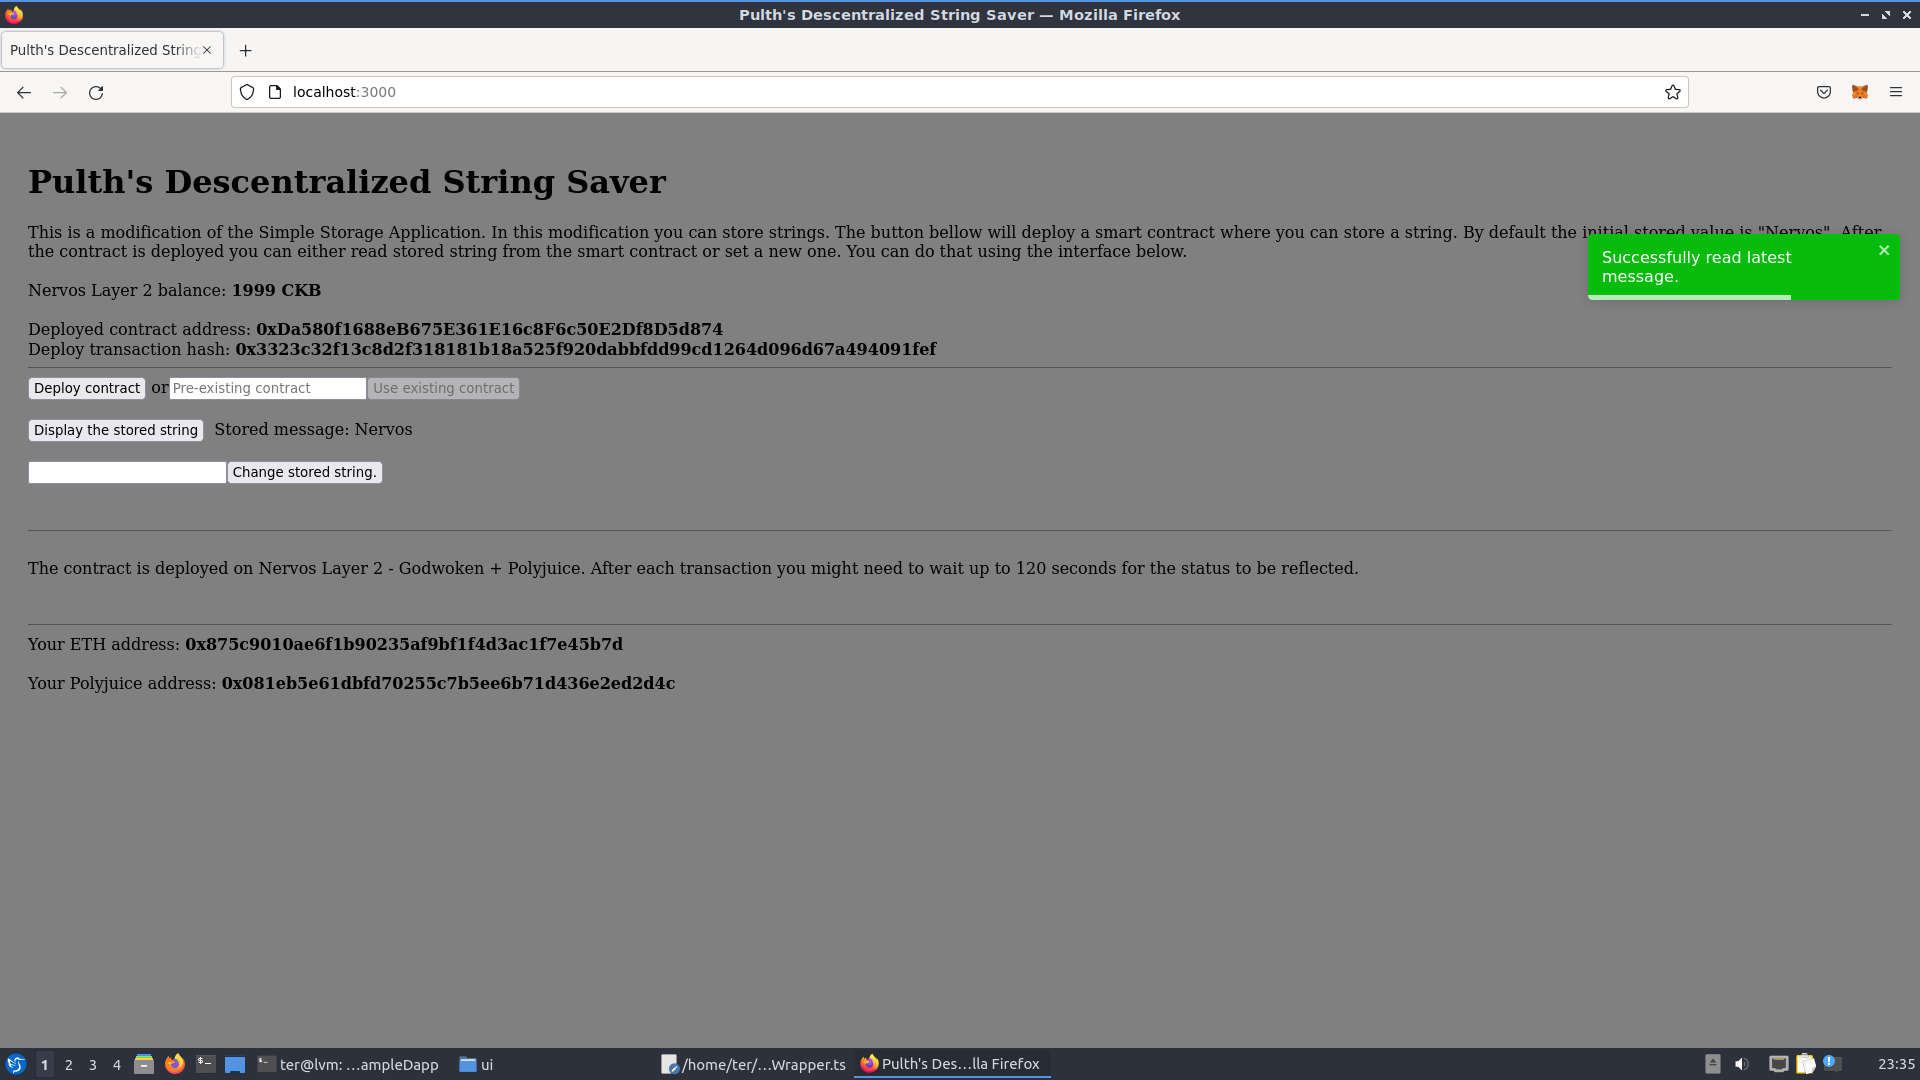 Pulth's Descentralized String Saver — Mozilla Firefox
Pulth's Descentralized String
localhost:3000
Pulth's Descentralized String Saver
This is a modification of the Simple Storage Application. In this modification you can store strings. The button bellow will deploy a smart contract where you can store a string. By default the initial stored value is "Nervos". After
the contract is deployed you can either read stored string from the smart contract or set a new one. You can do that using the interface below.
Successfully read latest
message.
Nervos Layer 2 balance: 1999 CKB
Deployed contract address: 0xDa580f1688eB675E361E16c8F6c50E2Df8D5d874
Deploy transaction hash: 0x3323c32f13c8d2f318181b18a525f920dabbfdd99cd1264d096d67a494091fef
Deploy contract or Pre-existing contract Use existing contract
Display the stored string Stored message: Nervos
Change stored string.
The contract is deployed on Nervos Layer 2 - Godwoken + Polyjuice. After each transaction you might need to wait up to 120 seconds for the status to be reflected.
Your ETH address: 0x875c9010ae6f1b90235af9bf1f4d3ac1f7e45b7d
Your Polyjuice address: 0x081eb5e61dbfd70255c7b5ee6b71d436e2ed2d4c
1 2 3 4 ter@lvm: ...ampleDapp ui /home/ter/...Wrapper.ts Pulth's Des...lla Firefox 23:35